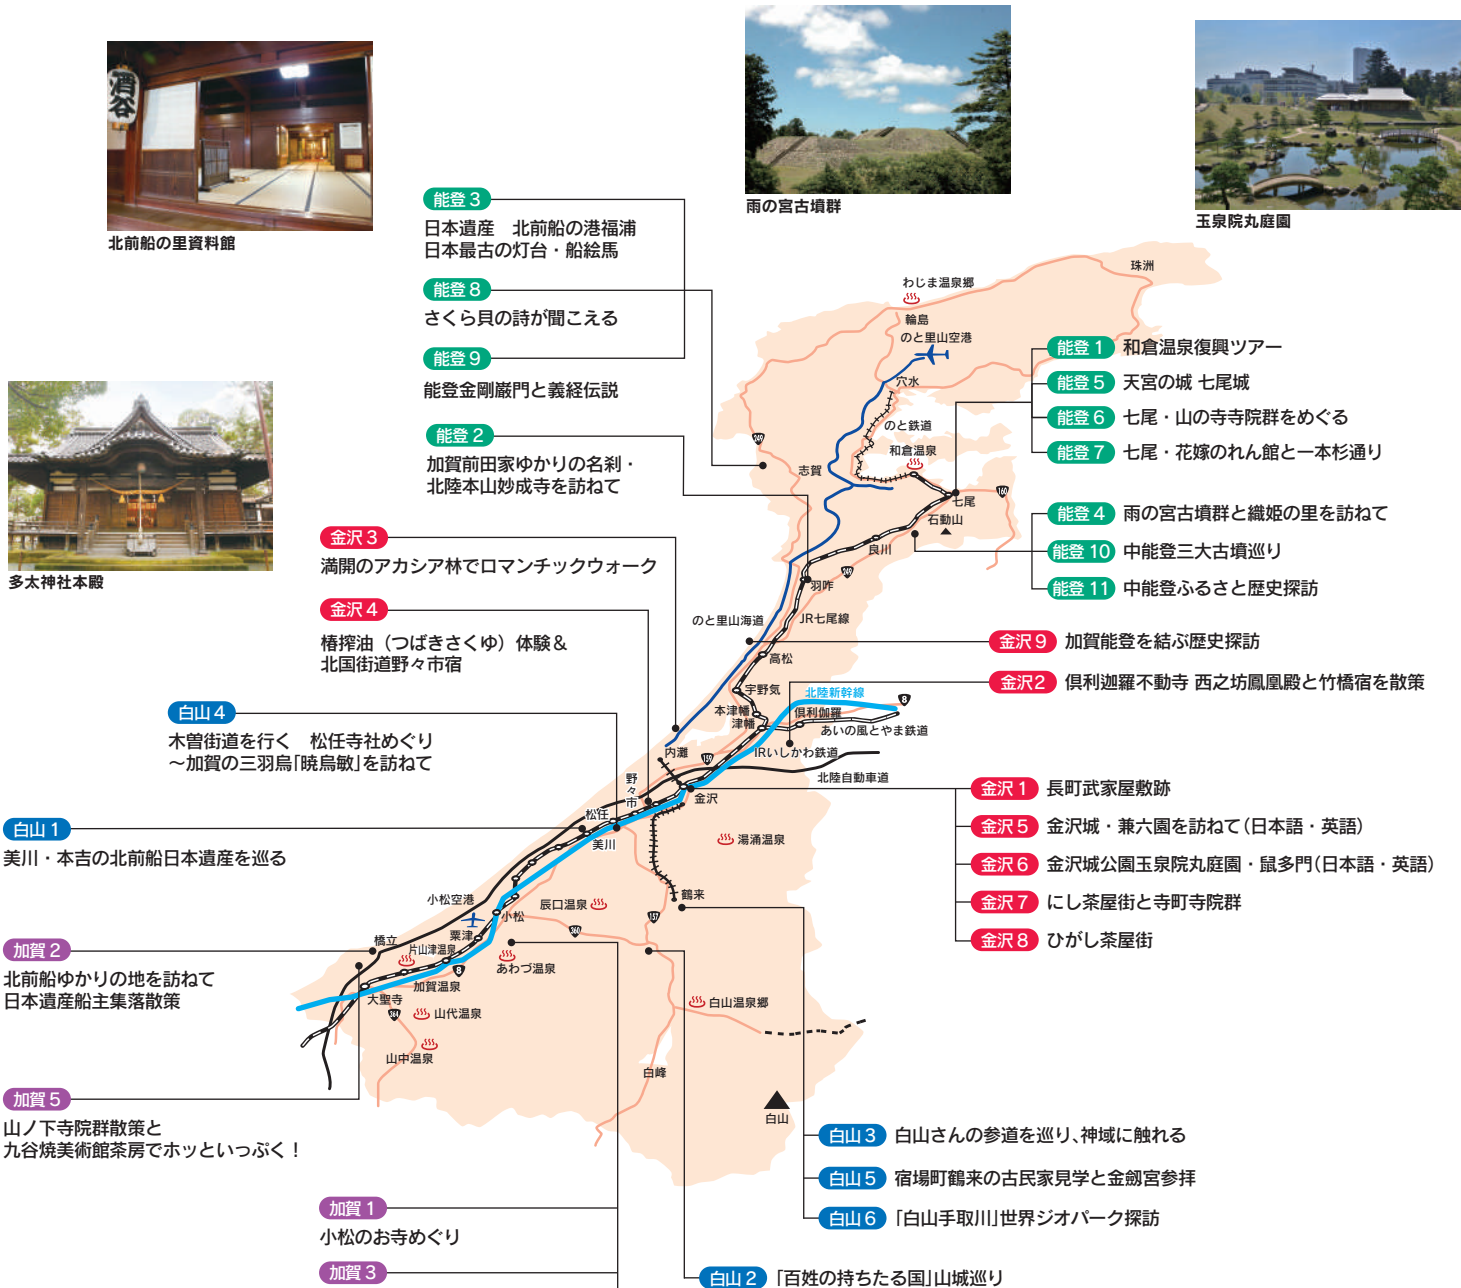 酒谷
北前船の里資料館
雨の宮古墳群
玉泉院丸庭園
多太神社本殿
能登 3
日本遺産　北前船の港福浦
日本最古の灯台・船絵馬
能登 8
さくら貝の詩が聞こえる
能登 9
能登金剛巌門と義経伝説
能登 2
加賀前田家ゆかりの名刹・
北陸本山妙成寺を訪ねて
金沢 3
満開のアカシア林でロマンチックウォーク
金沢 4
椿搾油（つばきさくゆ）体験＆
北国街道野々市宿
白山 4
木曽街道を行く　松任寺社めぐり
～加賀の三羽烏「暁烏敏」を訪ねて
白山 1
美川・本吉の北前船日本遺産を巡る
加賀 2
北前船ゆかりの地を訪ねて
日本遺産船主集落散策
加賀 5
山ノ下寺院群散策と
九谷焼美術館茶房でホッといっぷく！
加賀 1
小松のお寺めぐり
加賀 3
能登 1 和倉温泉復興ツアー
能登 5 天宮の城 七尾城
能登 6 七尾・山の寺寺院群をめぐる
能登 7 七尾・花嫁のれん館と一本杉通り
能登 4 雨の宮古墳群と織姫の里を訪ねて
能登 10 中能登三大古墳巡り
能登 11 中能登ふるさと歴史探訪
金沢 9 加賀能登を結ぶ歴史探訪
金沢2 倶利迦羅不動寺 西之坊鳳凰殿と竹橋宿を散策
金沢 1 長町武家屋敷跡
金沢 5 金沢城・兼六園を訪ねて（日本語・英語）
金沢 6 金沢城公園玉泉院丸庭園・鼠多門（日本語・英語）
金沢 7 にし茶屋街と寺町寺院群
金沢 8 ひがし茶屋街
白山 3 白山さんの参道を巡り、神域に触れる
白山 5 宿場町鶴来の古民家見学と金劔宮参拝
白山 6 「白山手取川」世界ジオパーク探訪
白山 2 「百姓の持ちたる国」山城巡り
珠洲
わじま温泉郷
輪島
のと里山空港
穴水
のと鉄道
249
和倉温泉
志賀
160
七尾
石動山
良川
249
羽咋
JR七尾線
のと里山海道
高松
宇野気
北陸新幹線
8
本津幡
倶利伽羅
津幡
あいの風とやま鉄道
内灘
IRいしかわ鉄道
159
北陸自動車道
野々市
金沢
松任
美川
湯涌温泉
小松空港
辰口温泉
鶴来
小松
157
360
粟津
橋立
片山津温泉
あわづ温泉
8
加賀温泉
大聖寺
白山温泉郷
364
山代温泉
山中温泉
白峰
白山